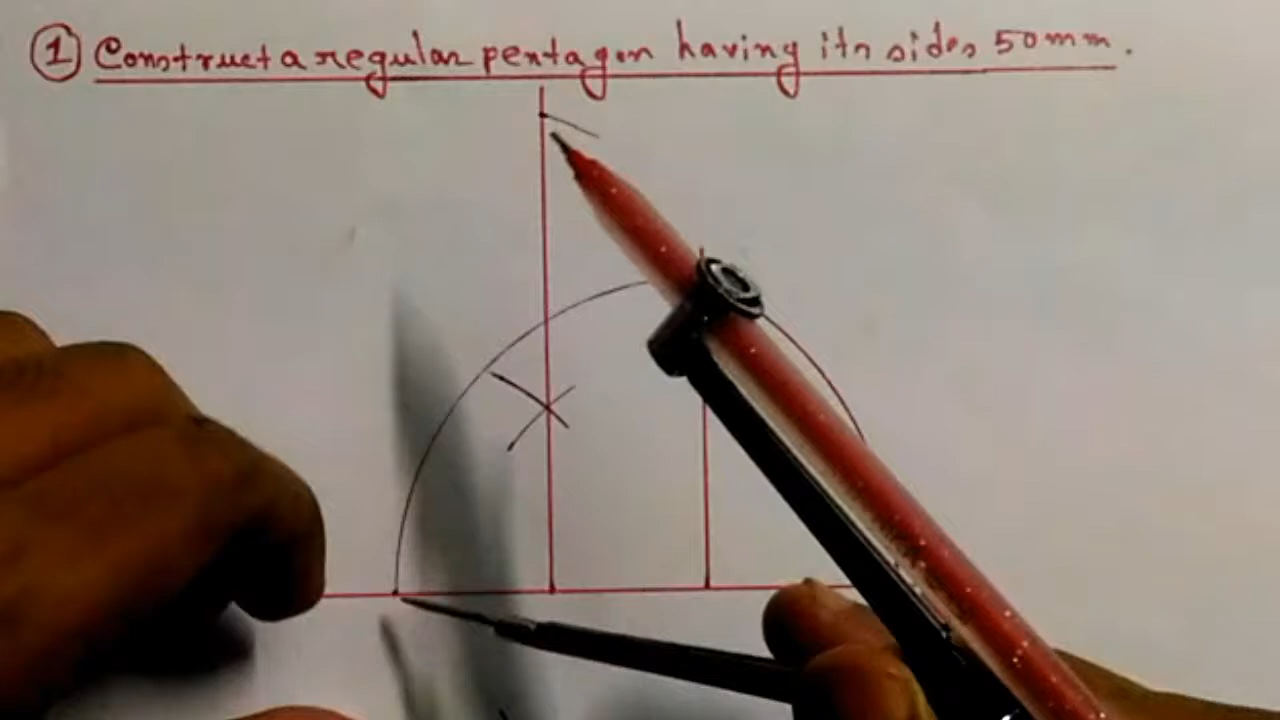 ① Construct a regular pentagon having its sides 50mm.